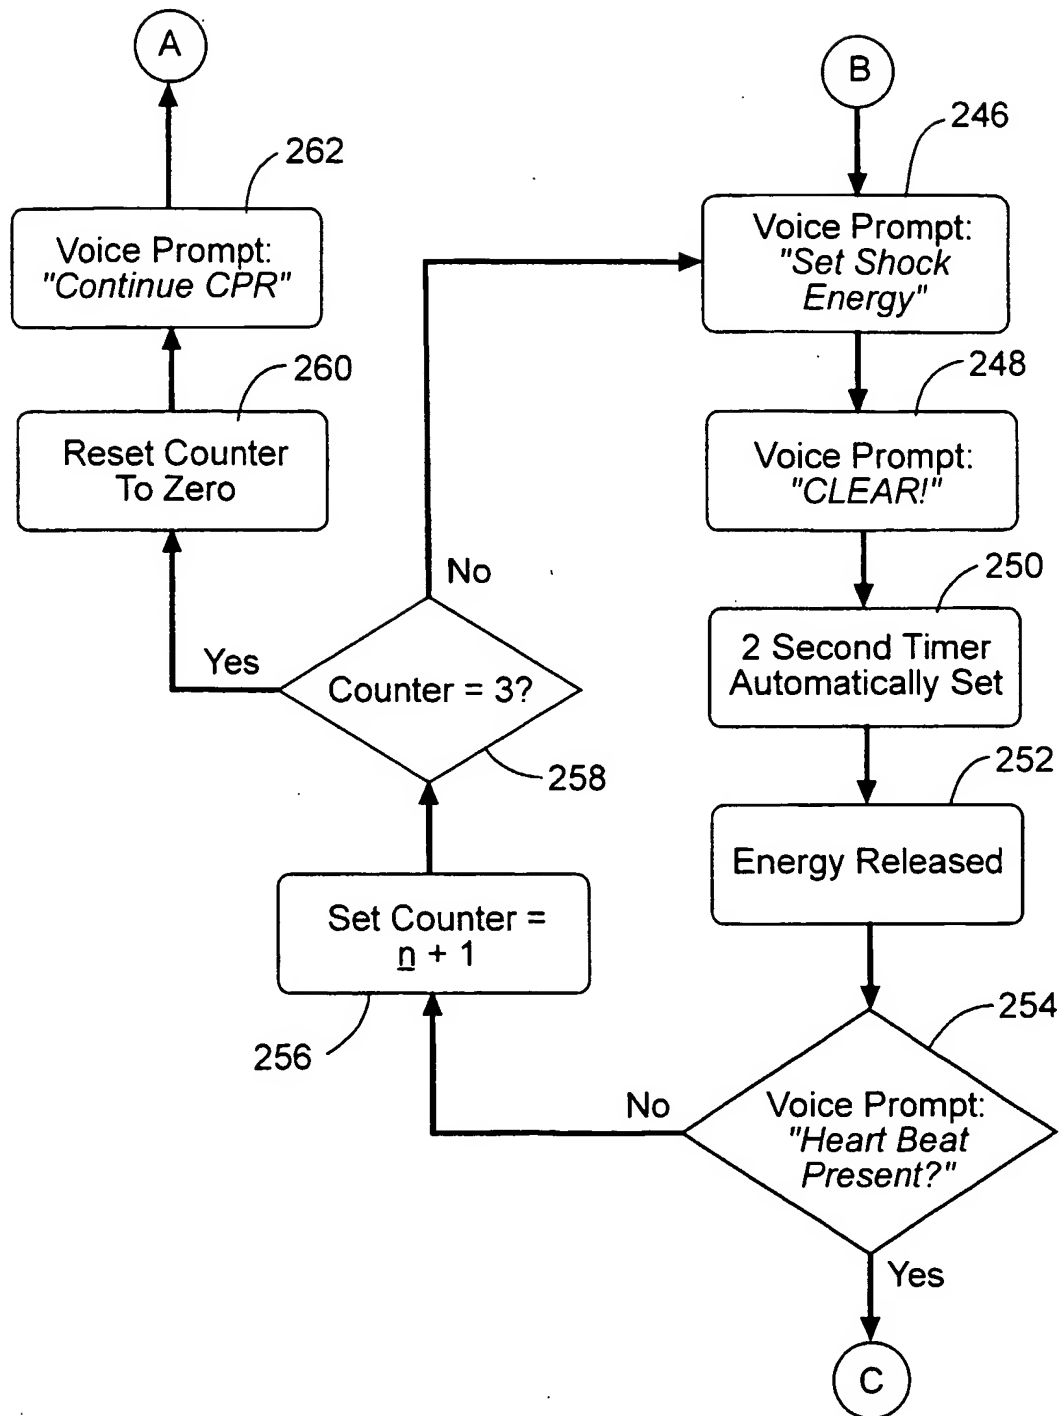 A
B
246
262
Voice Prompt:
"Continue CPR"
Voice Prompt:
"Set Shock
Energy"
260
248
Reset Counter
To Zero
Voice Prompt:
"CLEAR!"
No
250
Yes
2 Second Timer
Automatically Set
Counter = 3?
258
252
Energy Released
Set Counter =
n + 1
256
254
No
Voice Prompt:
"Heart Beat
Present?"
Yes
C